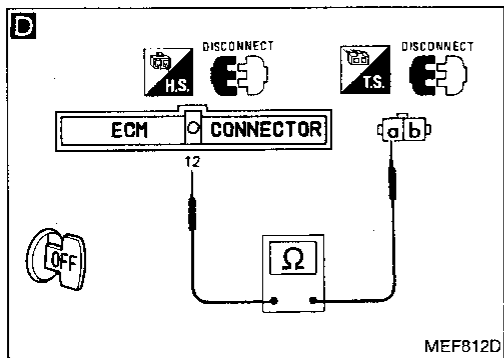 D
DISCONNECT
H.S.
DISCONNECT
T.S.
ECM CONNECTOR
a b
12
OFF
Ω
MEF812D